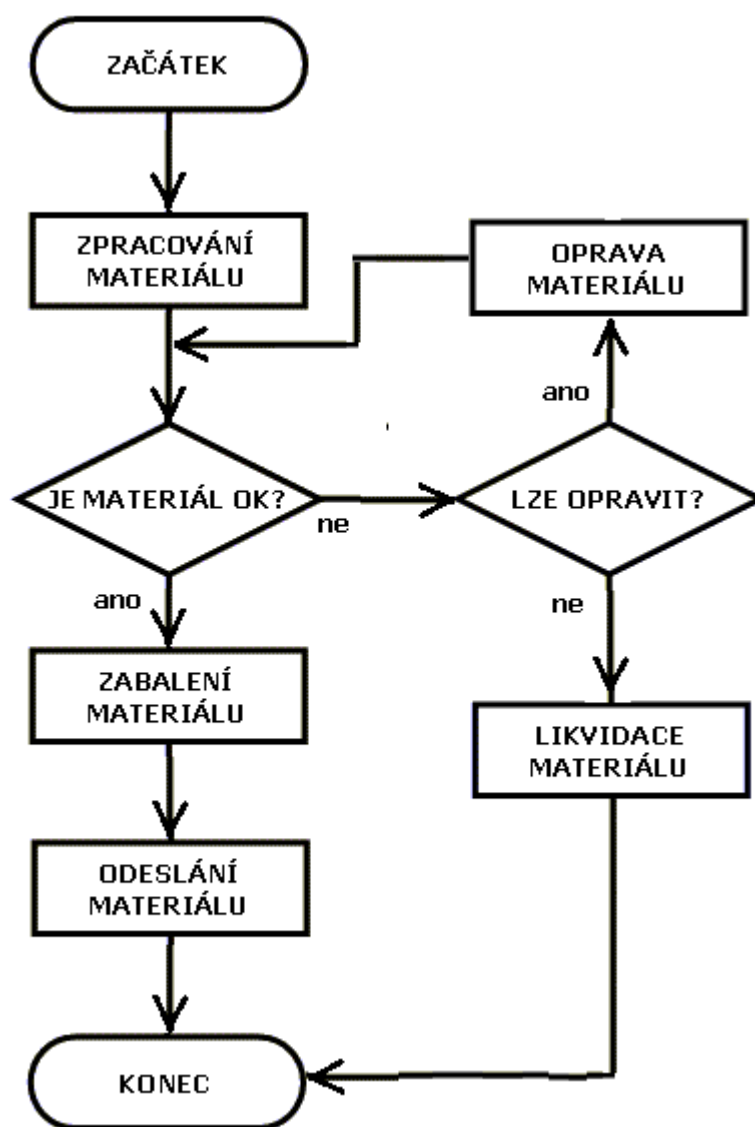 ZAČÁTEK
ZPRACOVÁNÍ
MATERIÁLU
OPRAVA
MATERIÁLU
ano
JE MATERIÁL OK?
ne
LZE OPRAVIT?
ano
ne
ZABALENÍ
MATERIÁLU
LIKVIDACE
MATERIÁLU
ODESLÁNÍ
MATERIÁLU
KONEC